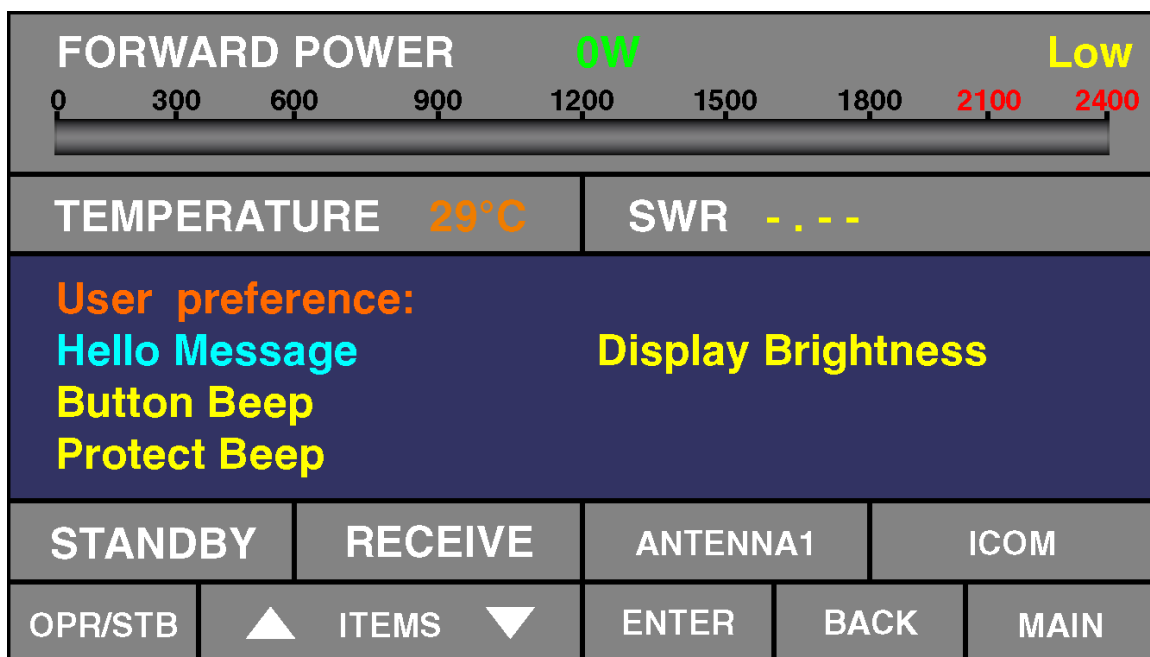 FORWARD POWER 0W Low
0 300 600 900 1200 1500 1800 2100 2400
TEMPERATURE 29°C SWR -.--
User preference:
Hello Message Display Brightness
Button Beep
Protect Beep
STANDBY RECEIVE ANTENNA1 ICOM
OPR/STB ITEMS ENTER BACK MAIN